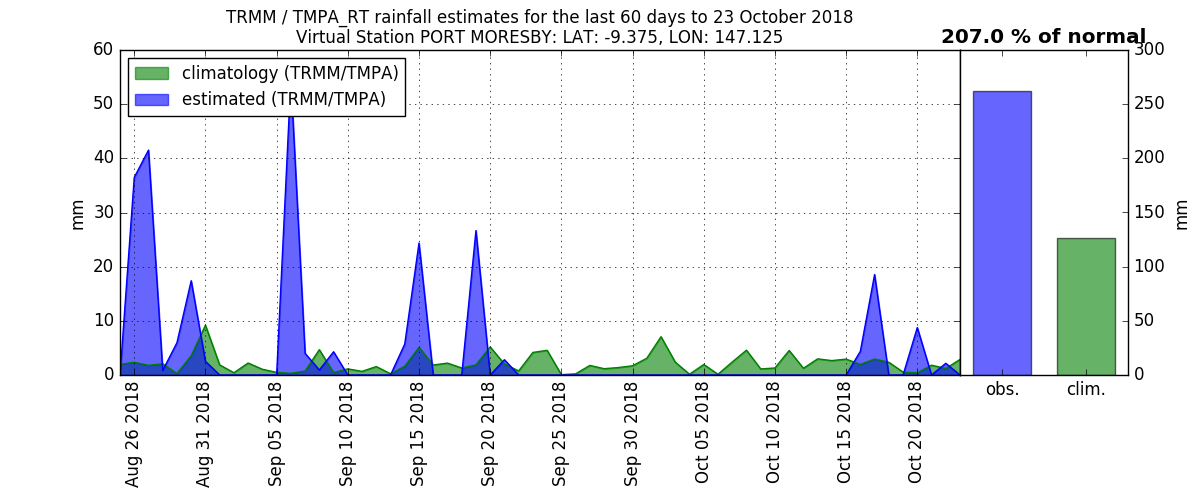 TRMM / TMPA_RT rainfall estimates for the last 60 days to 23 October 2018
Virtual Station PORT MORESBY: LAT: -9.375, LON: 147.125
207.0 % of normal
climatology (TRMM/TMPA)
estimated (TRMM/TMPA)
60
50
40
30
20
10
0
mm
300
250
200
150
100
50
0
mm
Aug 26 2018
Aug 31 2018
Sep 05 2018
Sep 10 2018
Sep 15 2018
Sep 20 2018
Sep 25 2018
Sep 30 2018
Oct 05 2018
Oct 10 2018
Oct 15 2018
Oct 20 2018
obs.
clim.